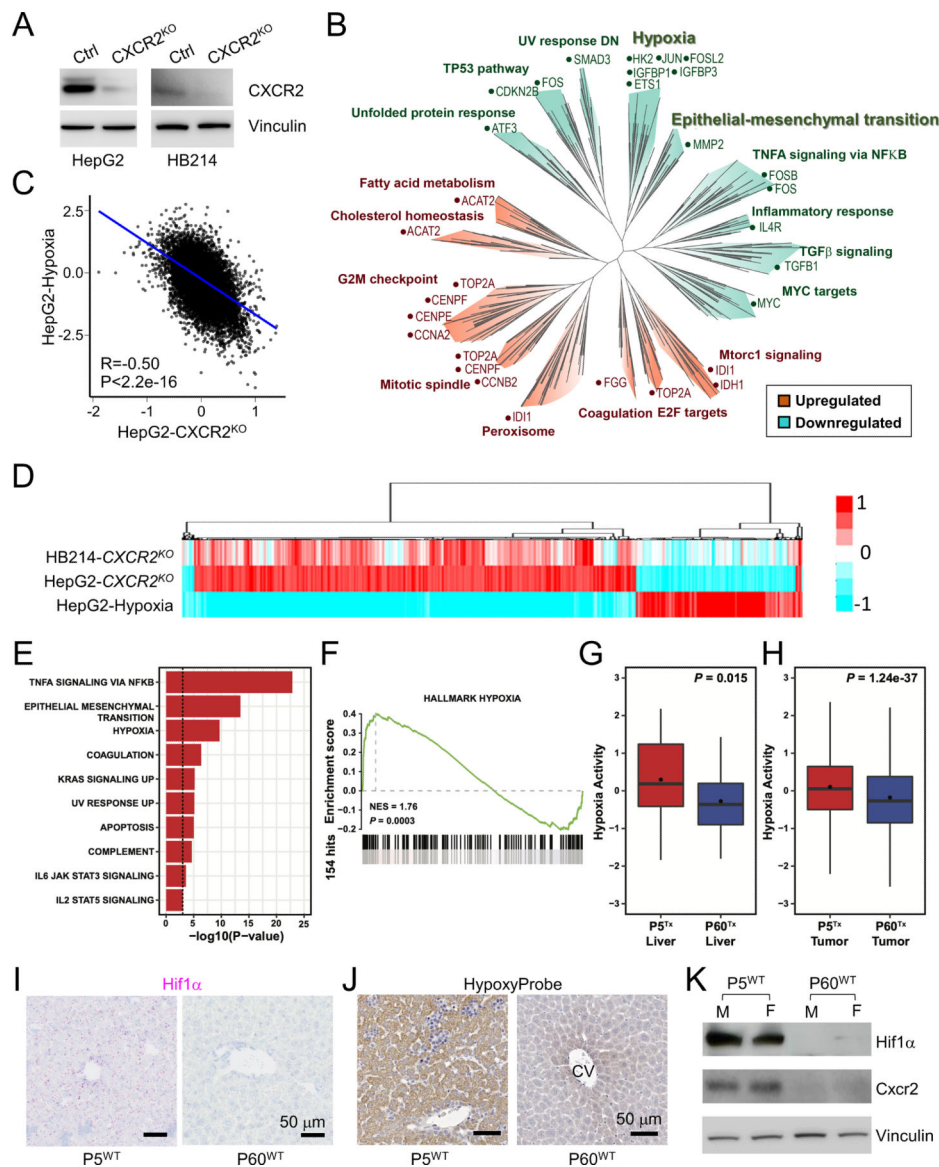 A
Ctrl
CXCR2KO
Ctrl
CXCR2KO
CXCR2
Vinculin
HepG2
HB214
B
UV response DN
Hypoxia
SMAD3
HK2
JUN
FOSL2
IGFBP1
IGFBP3
ETS1
TP53 pathway
FOS
CDKN2B
Unfolded protein response
ATF3
Epithelial-mesenchymal transition
MMP2
TNFA signaling via NFKB
FOSB
FOS
Fatty acid metabolism
ACAT2
Cholesterol homeostasis
ACAT2
Inflammatory response
IL4R
TGFβ signaling
TGFB1
G2M checkpoint
TOP2A
CENPF
CENPE
CCNA2
MYC targets
MYC
TOP2A
CENPF
Mitotic spindle
CCNB2
Mtorc1 signaling
IDI1
IDH1
FGG
TOP2A
IDI1
Coagulation
E2F targets
Peroxisome
Upregulated
Downregulated
C
HepG2-Hypoxia
2.5
0.0
-2.5
R=-0.50
P<2.2e-16
-2
-1
0
1
HepG2-CXCR2KO
D
HB214-CXCR2KO
HepG2-CXCR2KO
HepG2-Hypoxia
1
0
-1
E
TNFA SIGNALING VIA NFKB
EPITHELIAL MESENCHYMAL
TRANSITION
HYPOXIA
COAGULATION
KRAS SIGNALING UP
UV RESPONSE UP
APOPTOSIS
COMPLEMENT
IL6 JAK STAT3 SIGNALING
IL2 STAT5 SIGNALING
0 5 10 15 20 25
−log10(P−value)
F
HALLMARK HYPOXIA
Enrichment score
0.4
0.3
0.2
0.1
0.0
−0.1
−0.2
NES = 1.76
P = 0.0003
154 hits
G
P = 0.015
Hypoxia Activity
3
2
1
0
−1
−2
−3
P5Tx
Liver
P60Tx
Liver
H
P = 1.24e-37
Hypoxia Activity
3
2
1
0
−1
−2
−3
P5Tx
Tumor
P60Tx
Tumor
I
Hif1α
50 μm
P5WT
P60WT
J
HypoxyProbe
CV
50 μm
P5WT
P60WT
K
P5WT
P60WT
M
F
M
F
Hif1α
Cxcr2
Vinculin